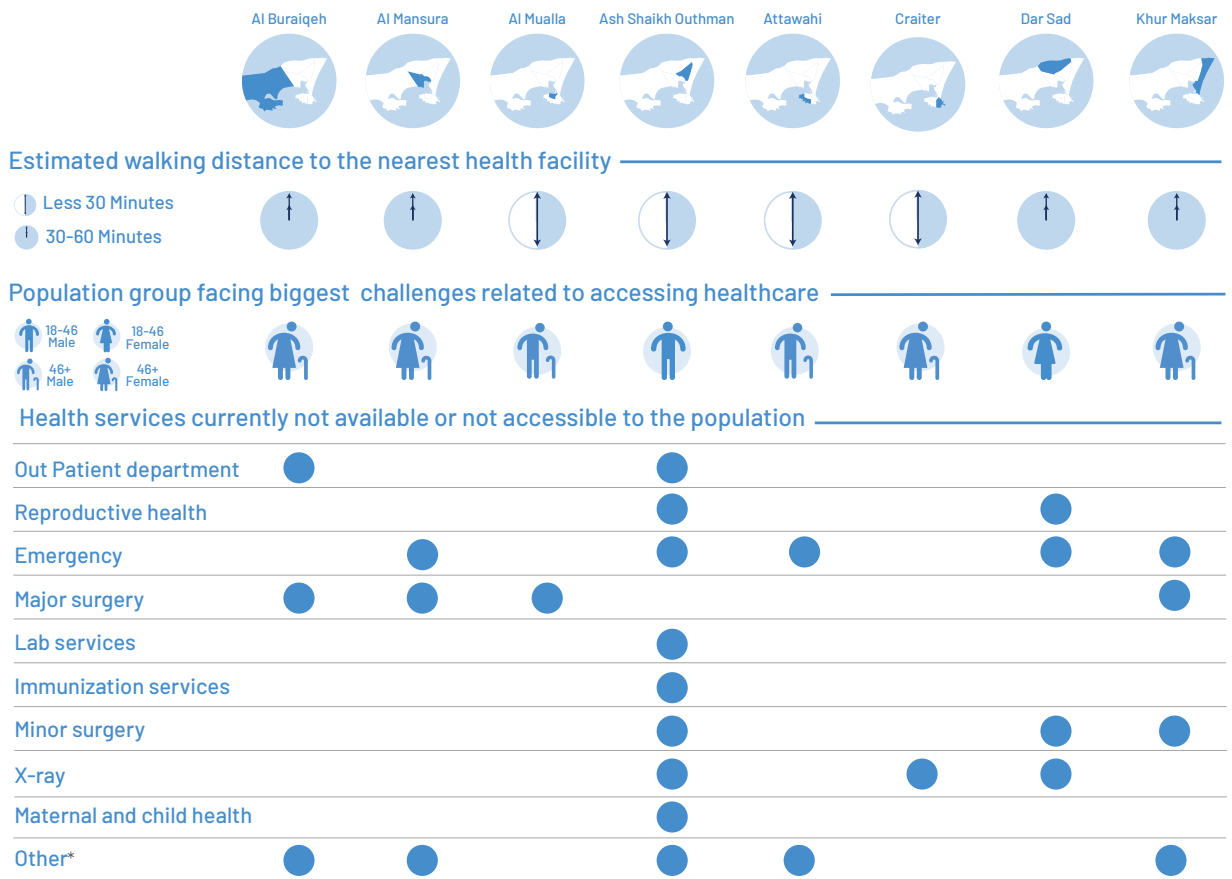 Al Buraiqeh Al Mansura Al Mualla Ash Shaikh Outhman Attawahi Craiter Dar Sad Khur Maksar
Estimated walking distance to the nearest health facility
Less 30 Minutes
30-60 Minutes
Population group facing biggest challenges related to accessing healthcare
18-46 Male
18-46 Female
46+ Male
46+ Female
Health services currently not available or not accessible to the population
Out Patient department
Reproductive health
Emergency
Major surgery
Lab services
Immunization services
Minor surgery
X-ray
Maternal and child health
Other*